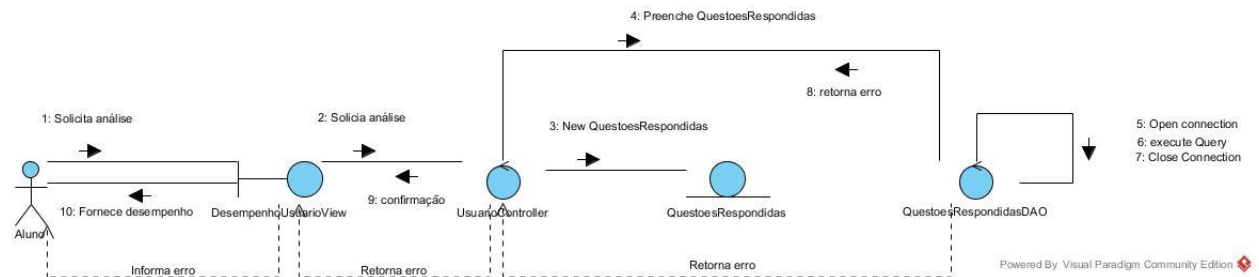 4: Preenche QuestoesRespondidas
8: retorna erro
1: Solicita análise
2: Solicia análise
3: New QuestoesRespondidas
5: Open connection
6: execute Query
7: Close Connection
9: confirmação
10: Fornece desempenho
DesempenhoUsuarioView
UsuarioController
QuestoesRespondidas
QuestoesRespondidasDAO
Aluno
Informa erro
Retorna erro
Retorna erro
Powered By Visual Paradigm Community Edition